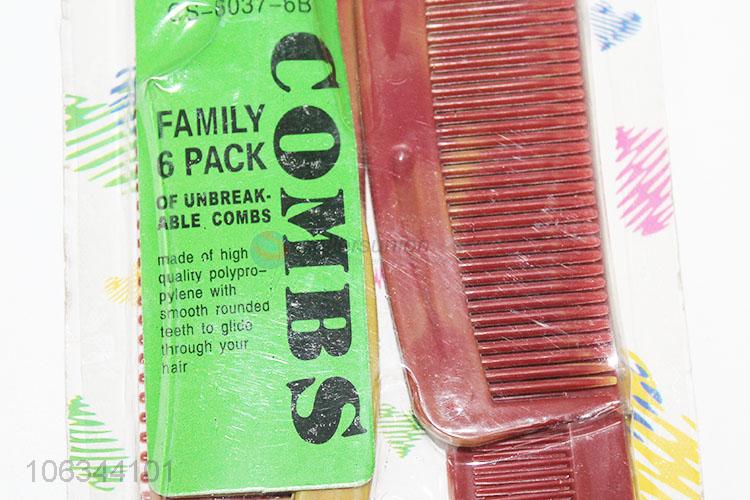 CS-6037-6B
COMBS
FAMILY
6 PACK
OF UNBREAK-
ABLE COMBS
made of high
quality polypro-
pylene with
smooth rounded
teeth to glide
through your
hair
106344101